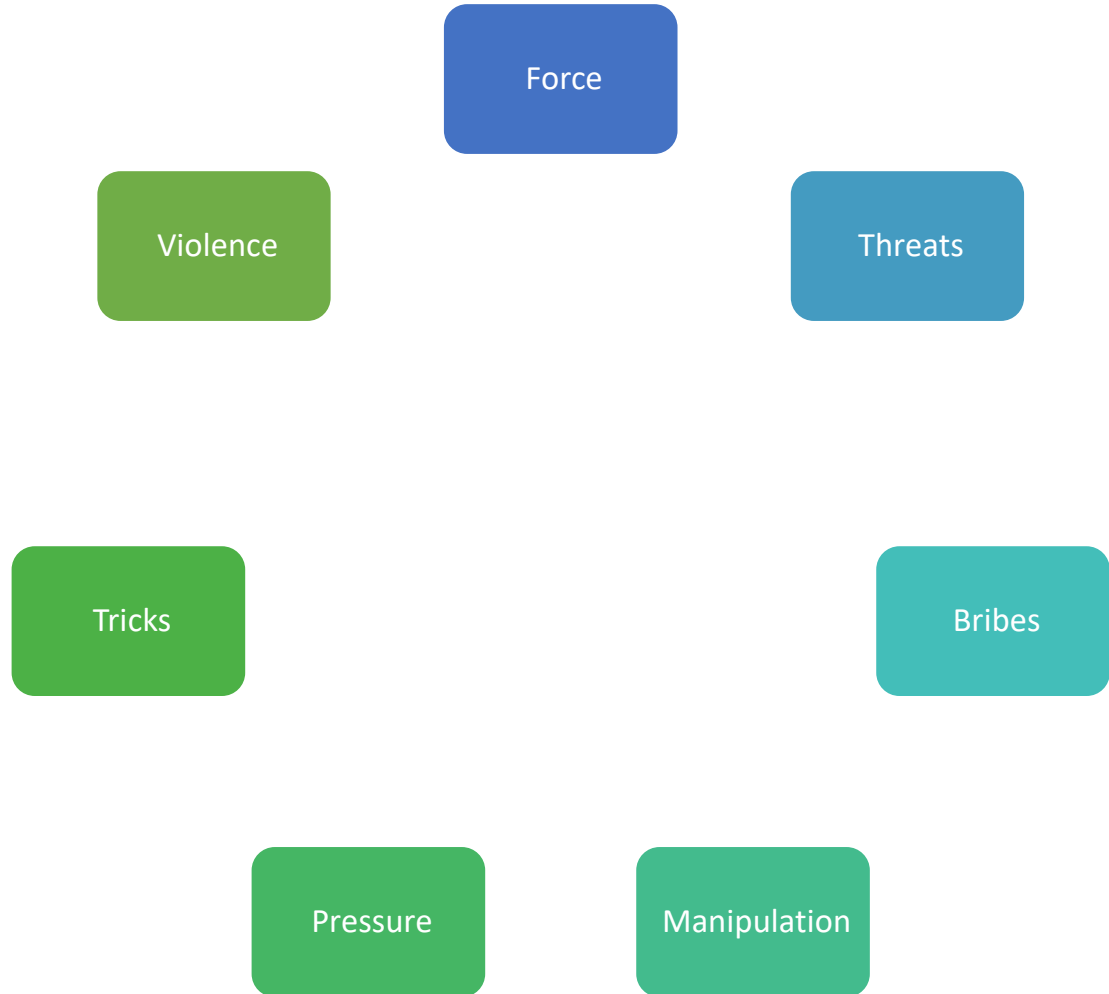 Force
Threats
Bribes
Manipulation
Pressure
Tricks
Violence